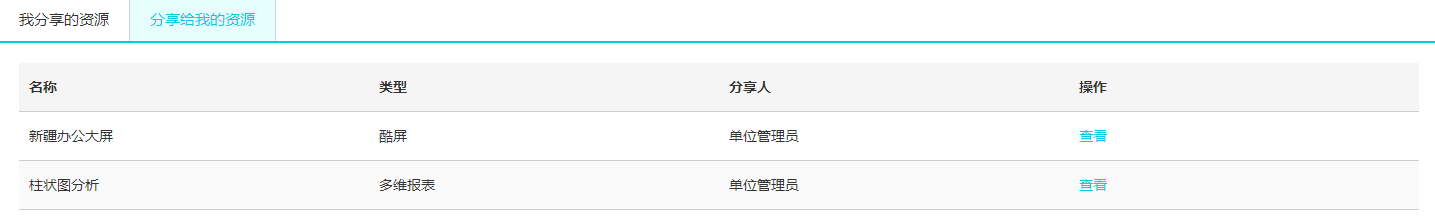 我分享的资源 分享给我的资源
名称 类型 分享人 操作
新疆办公大屏 酷屏 单位管理员 查看
柱状图分析 多维报表 单位管理员 查看